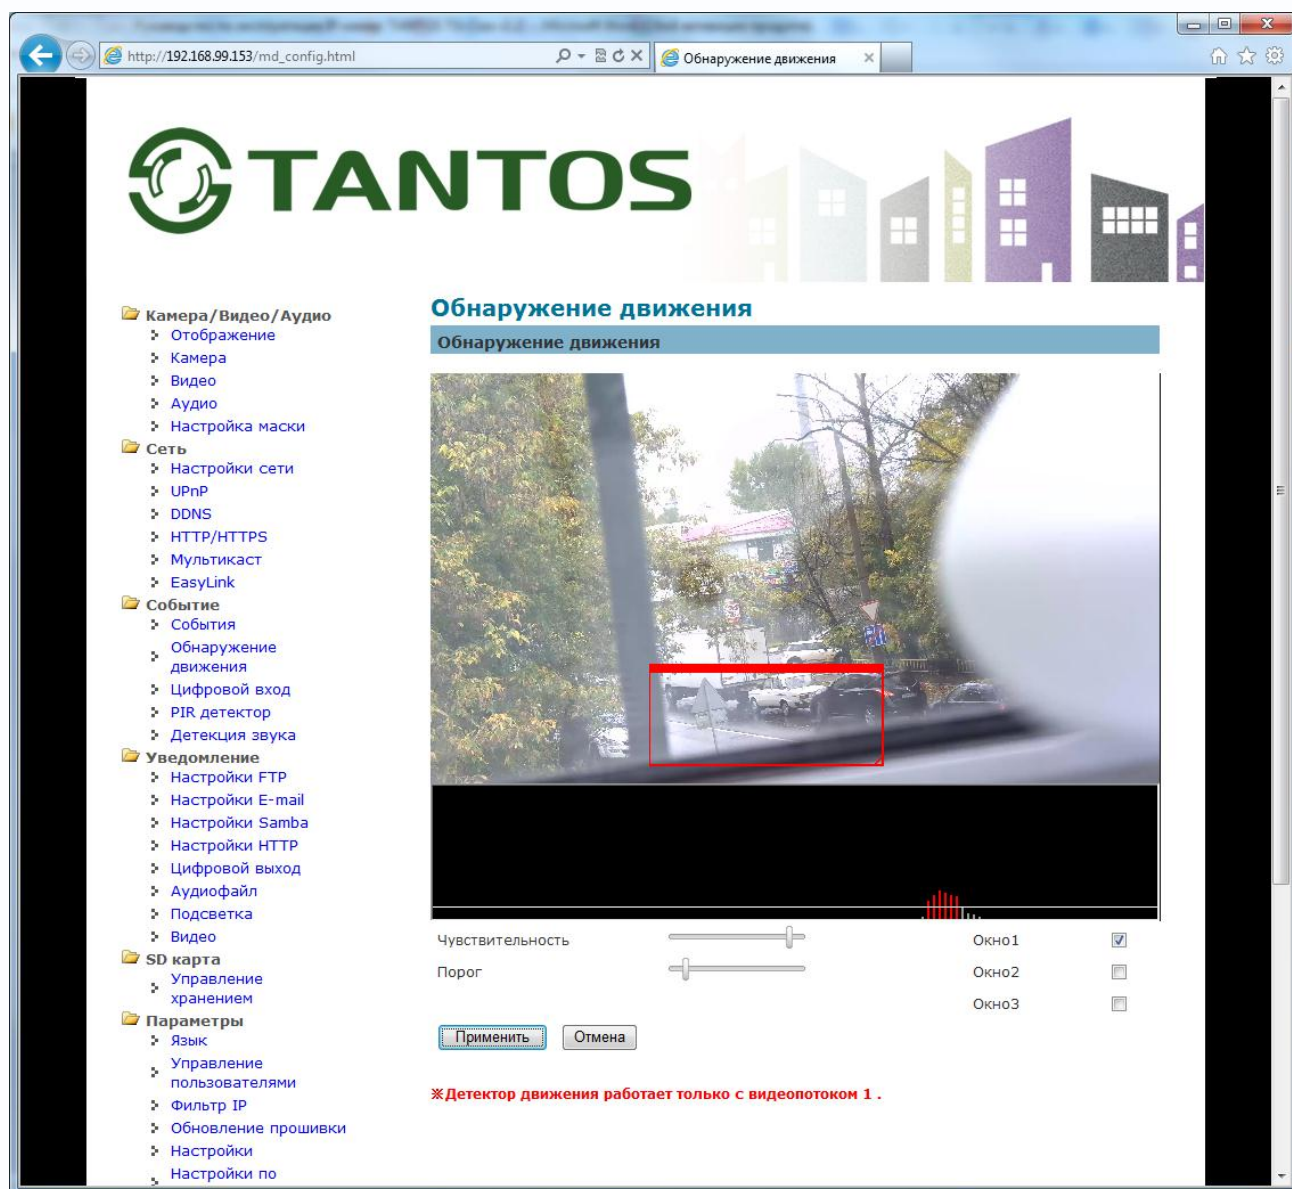 http://192.168.99.153/md_config.html
Обнаружение движения
TANTOS
Камера/Видео/Аудио
Отображение
Камера
Видео
Аудио
Настройка маски
Сеть
Настройки сети
UPnP
DDNS
HTTP/HTTPS
Мультикаст
EasyLink
Событие
События
Обнаружение
движения
Цифровой вход
PIR детектор
Детекция звука
Уведомление
Настройки FTP
Настройки E-mail
Настройки Samba
Настройки HTTP
Цифровой выход
Аудиофайл
Подсветка
Видео
SD карта
Управление
хранением
Параметры
Язык
Управление
пользователями
Фильтр IP
Обновление прошивки
Настройки
Настройки по
Обнаружение движения
Обнаружение движения
Чувствительность
Окно1
Порог
Окно2
Окно3
Применить
Отмена
※Детектор движения работает только с видеопотоком 1 .